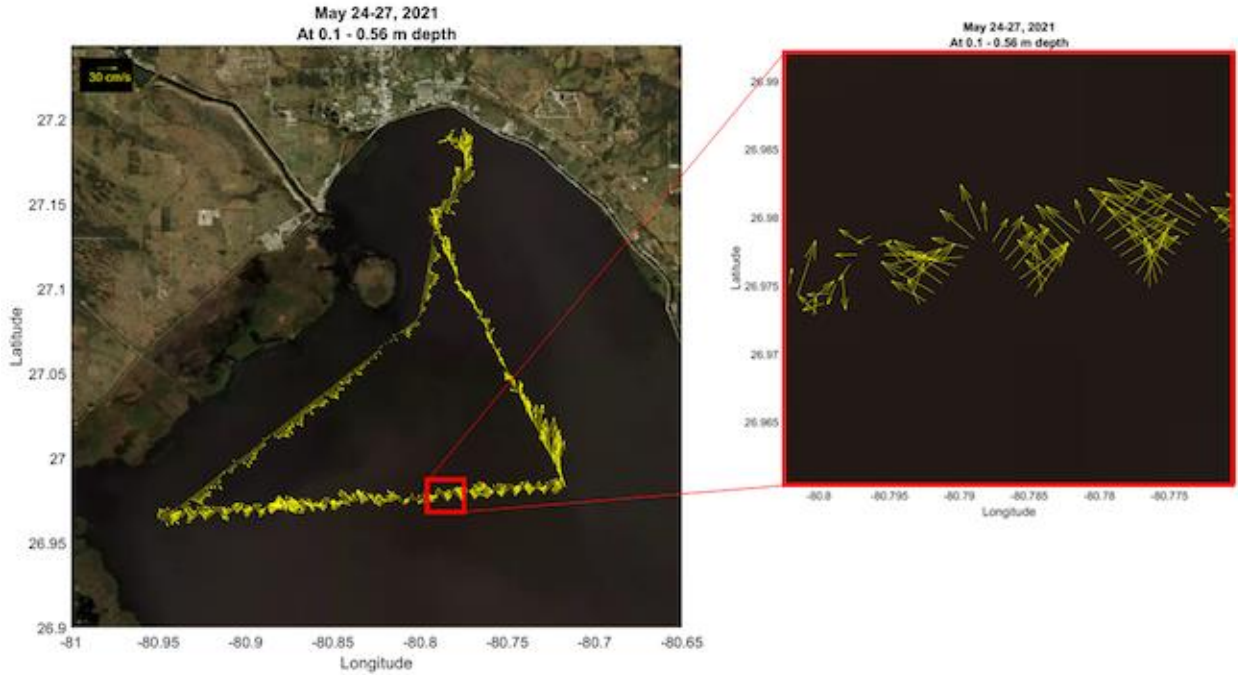 May 24-27, 2021
At 0.1 - 0.56 m depth
30 cm/s
27.2
27.15
27.1
27.05
27
26.95
26.9
Latitude
-81 -80.95 -80.9 -80.85 -80.8 -80.75 -80.7 -80.65
Longitude
May 24-27, 2021
At 0.1 - 0.56 m depth
26.99
26.985
26.98
26.975
26.97
26.965
Latitude
-80.8 -80.795 -80.79 -80.785 -80.78 -80.775
Longitude